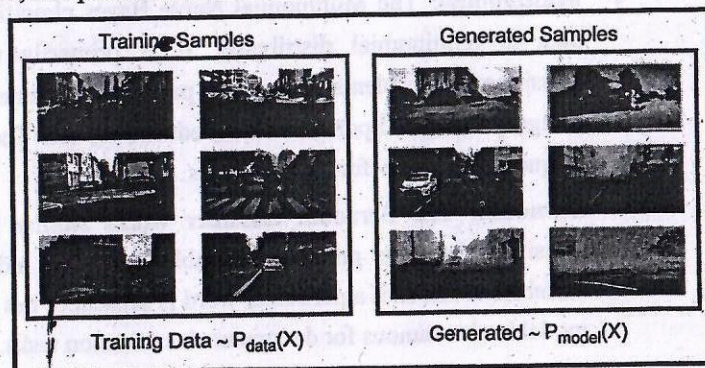 Training Samples
Generated Samples
Training Data ~ P_data(X)
Generated ~ P_model(X)